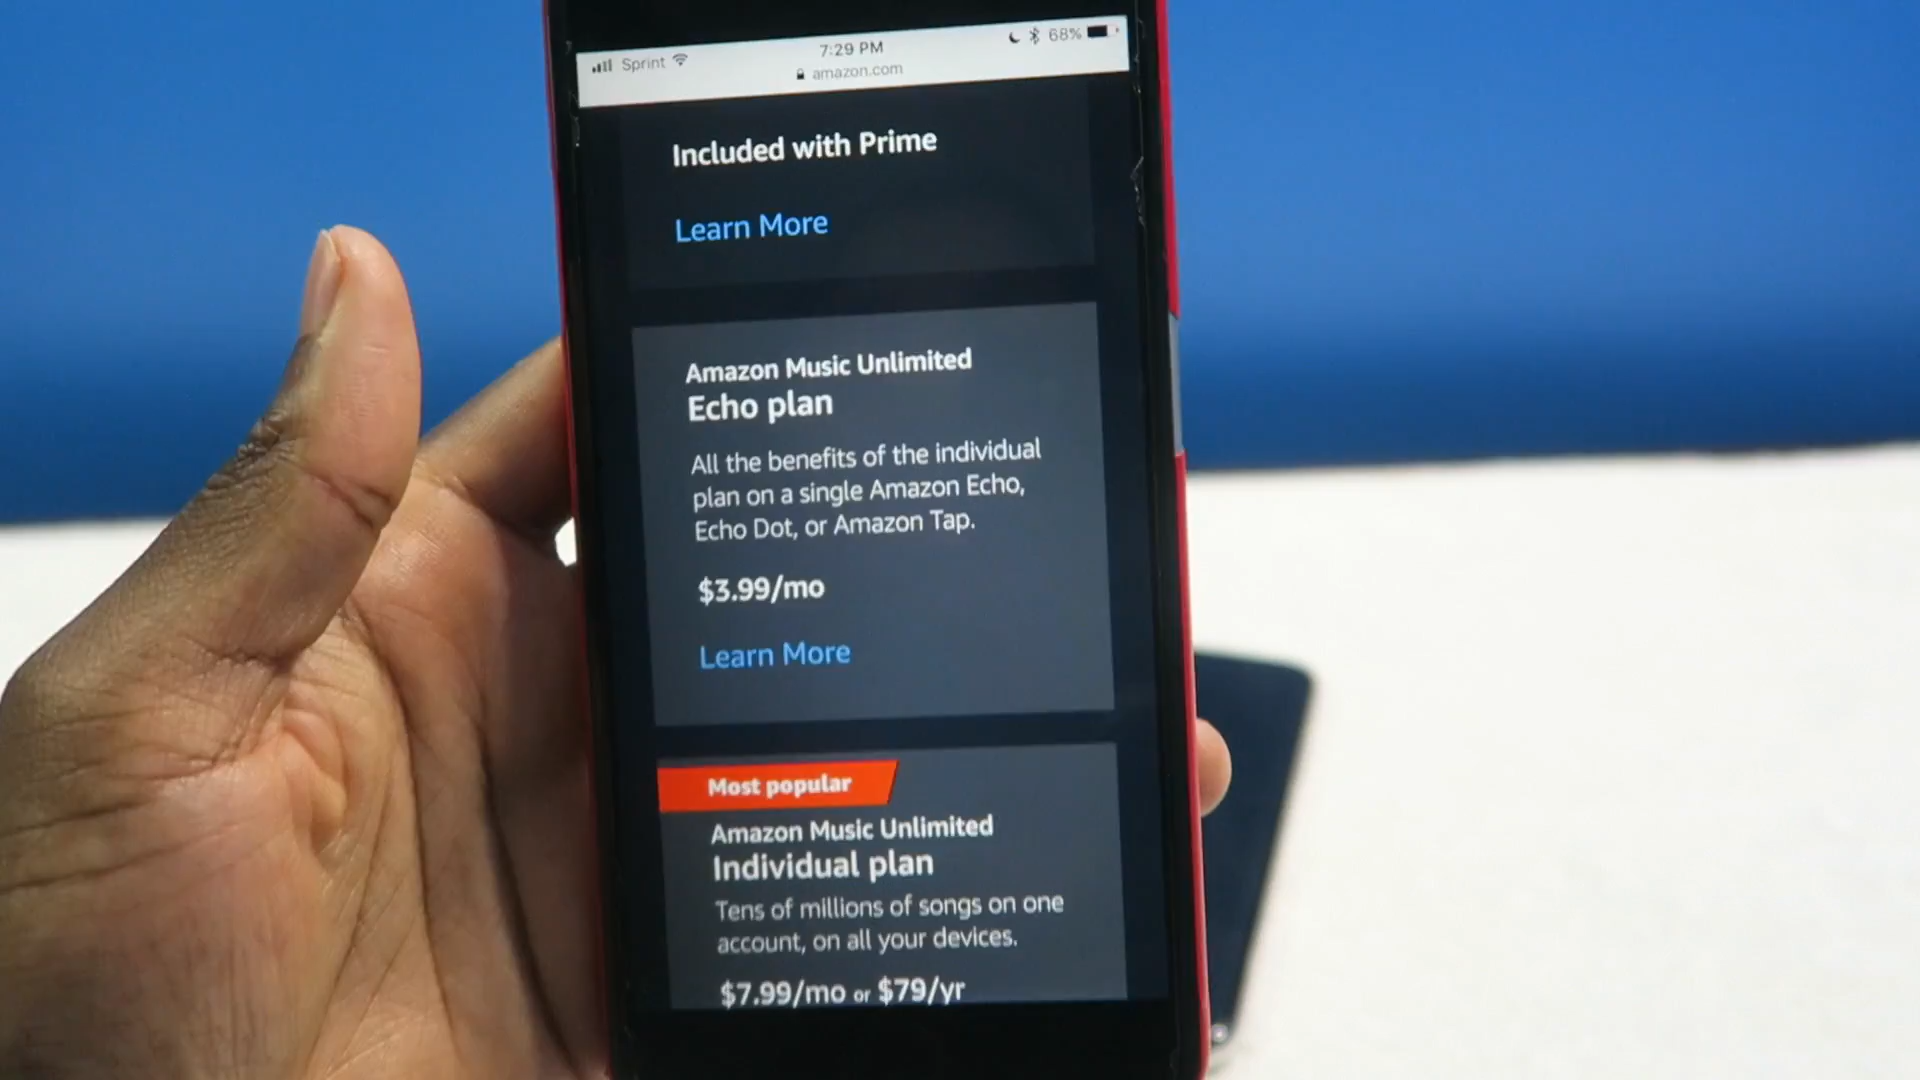 Sprint
7:29 PM
68%
amazon.com
Included with Prime
Learn More
Amazon Music Unlimited
Echo plan
All the benefits of the individual
plan on a single Amazon Echo,
Echo Dot, or Amazon Tap.
$3.99/mo
Learn More
Most popular
Amazon Music Unlimited
Individual plan
Tens of millions of songs on one
account, on all your devices.
$7.99/mo or $79/yr